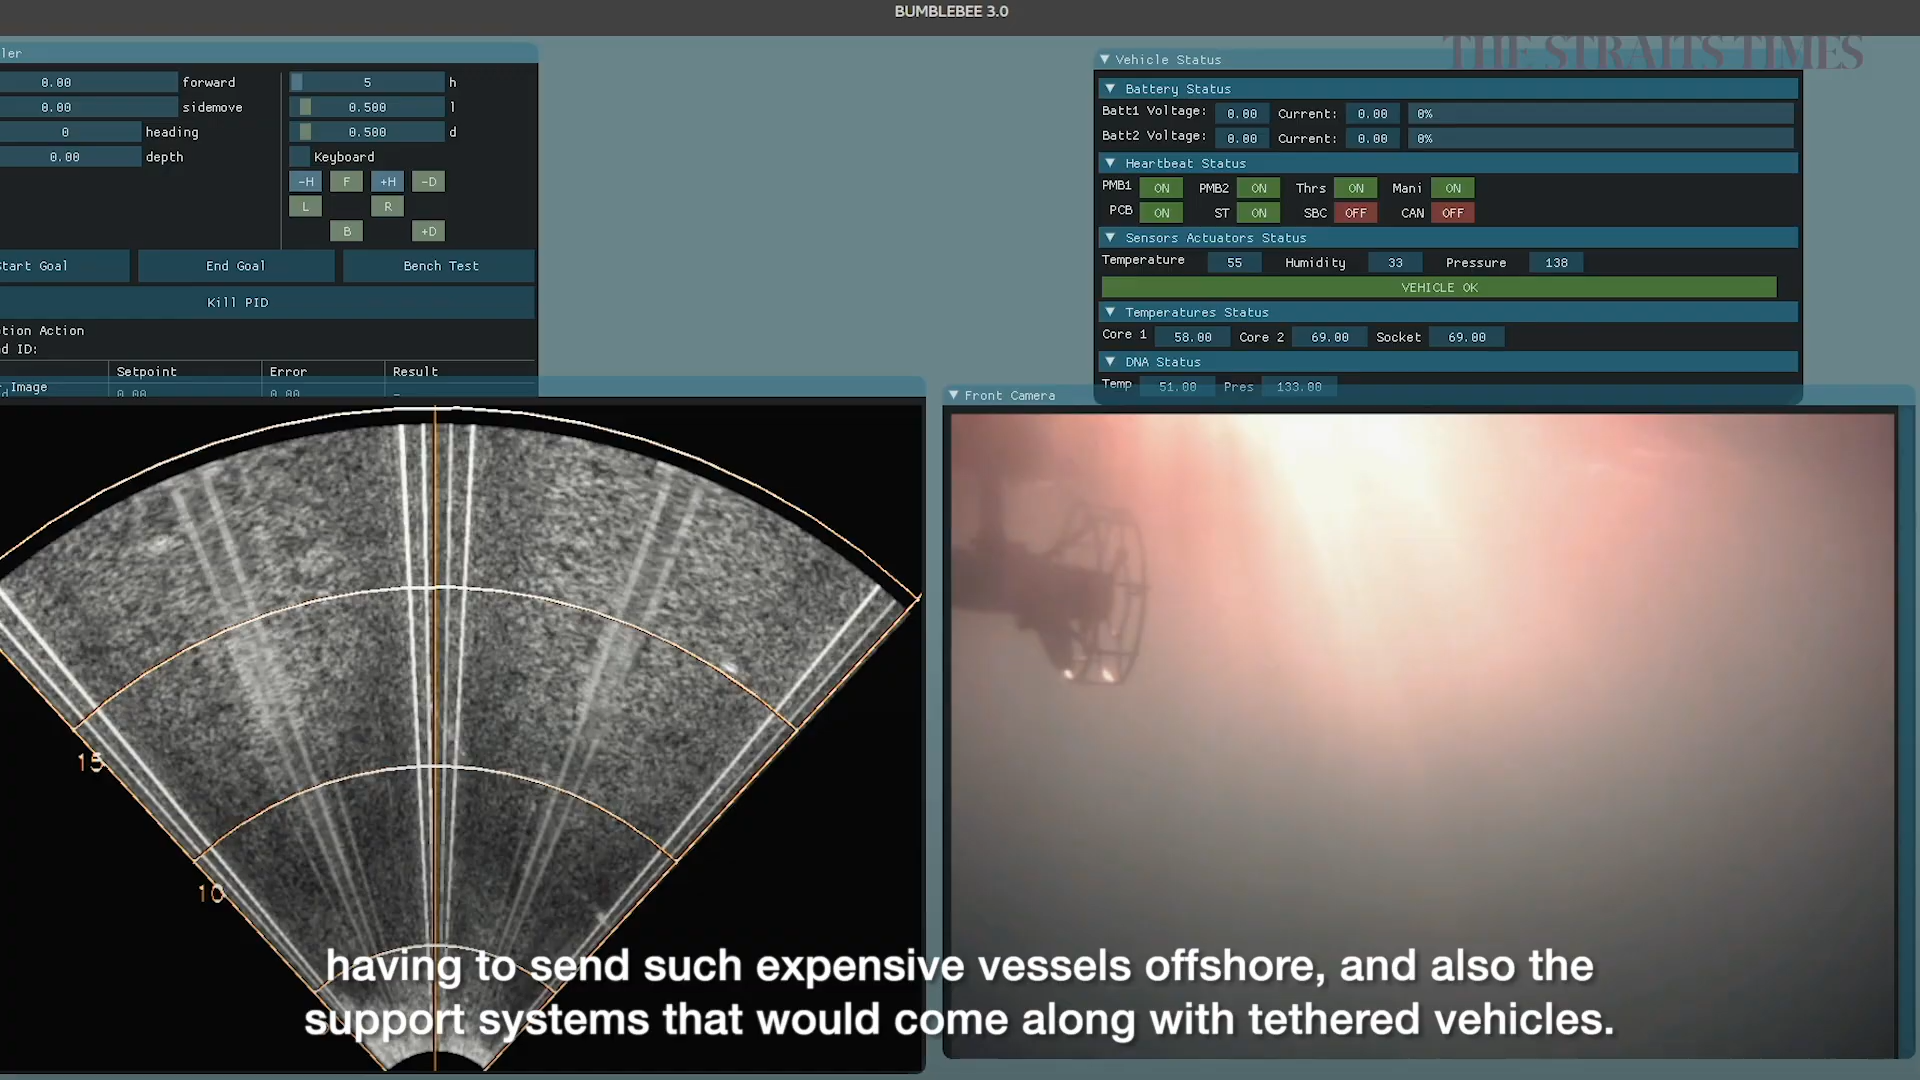 BUMBLEBEE 3.0
THE STRAITS TIMES
ler
0.00 forward
0.00 sidemove
0 heading
0.00 depth
5 h
0.500 l
0.500 d
Keyboard
-H F +H -D
L R
B +D
Start Goal End Goal Bench Test
Kill PID
tion Action
d ID:
Setpoint Error Result
0.00 0.00 -
Image
Vehicle Status
Battery Status
Batt1 Voltage: 0.00 Current: 0.00 0%
Batt2 Voltage: 0.00 Current: 0.00 0%
Heartbeat Status
PMB1 ON PMB2 ON Thrs ON Mani ON
PCB ON ST ON SBC OFF CAN OFF
Sensors Actuators Status
Temperature 55 Humidity 33 Pressure 138
VEHICLE OK
Temperatures Status
Core 1 58.00 Core 2 69.00 Socket 69.00
DNA Status
Temp 51.00 Pres 133.00
Front Camera
15
10
having to send such expensive vessels offshore, and also the
support systems that would come along with tethered vehicles.